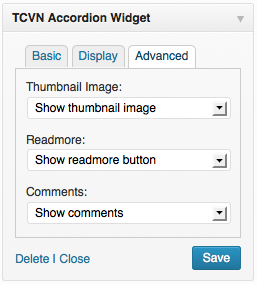 TCVN Accordion Widget
Basic Display Advanced
Thumbnail Image:
Show thumbnail image
Readmore:
Show readmore button
Comments:
Show comments
Delete | Close Save